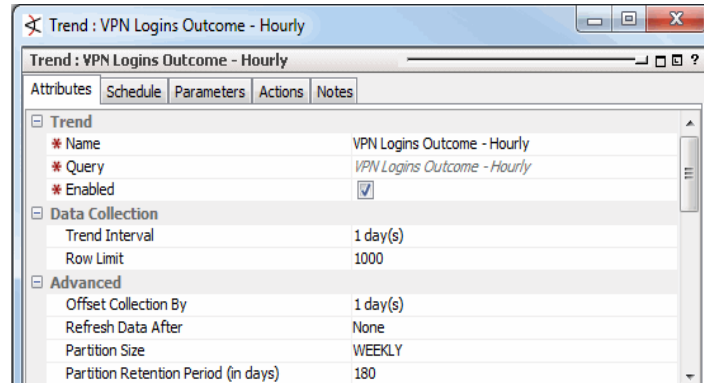 Trend : VPN Logins Outcome - Hourly
Trend : VPN Logins Outcome - Hourly
Attributes Schedule Parameters Actions Notes
Trend
* Name VPN Logins Outcome - Hourly
* Query VPN Logins Outcome - Hourly
* Enabled
Data Collection
Trend Interval 1 day(s)
Row Limit 1000
Advanced
Offset Collection By 1 day(s)
Refresh Data After None
Partition Size WEEKLY
Partition Retention Period (in days) 180